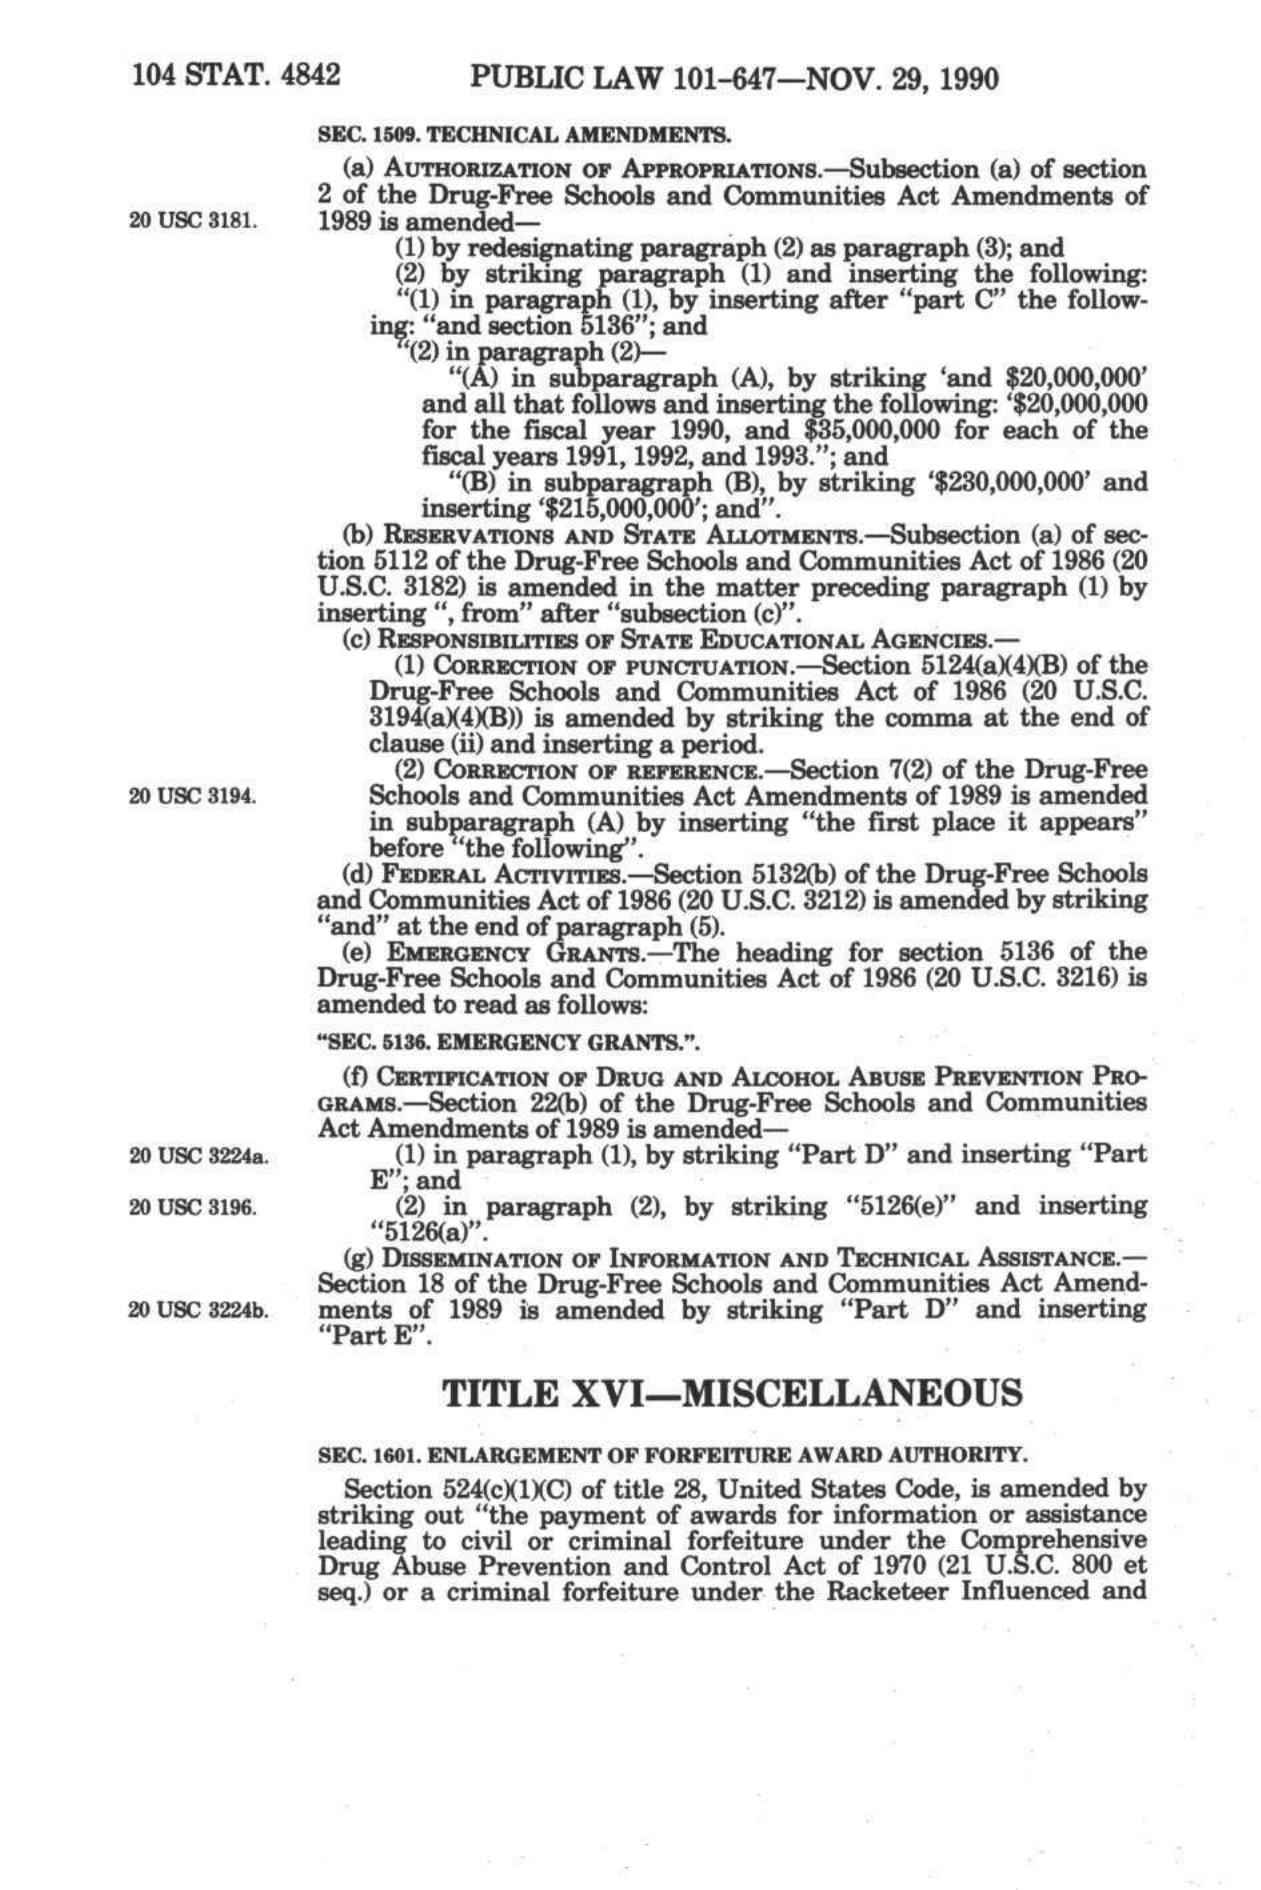 104 STAT. 4842 PUBLIC LAW 101–647—NOV. 29, 1990
SEC. 1509. TECHNICAL AMENDMENTS.
(a) AUTHORIZATION OF APPROPRIATIONS.—Subsection (a) of section
2 of the Drug-Free Schools and Communities Act Amendments of
20 USC 3181. 1989 is amended—
(1) by redesignating paragraph (2) as paragraph (3); and
(2) by striking paragraph (1) and inserting the following:
“(1) in paragraph (1), by inserting after “part C” the follow-
ing: “and section 5136”; and
“(2) in paragraph (2)—
“(A) in subparagraph (A), by striking ‘and $20,000,000’
and all that follows and inserting the following: ‘$20,000,000
for the fiscal year 1990, and $35,000,000 for each of the
fiscal years 1991, 1992, and 1993.”; and
“(B) in subparagraph (B), by striking ‘$230,000,000’ and
inserting ‘$215,000,000’; and”.
(b) RESERVATIONS AND STATE ALLOTMENTS.—Subsection (a) of sec-
tion 5112 of the Drug-Free Schools and Communities Act of 1986 (20
U.S.C. 3182) is amended in the matter preceding paragraph (1) by
inserting “, from” after “subsection (c)”.
(c) RESPONSIBILITIES OF STATE EDUCATIONAL AGENCIES.—
(1) CORRECTION OF PUNCTUATION.—Section 5124(a)(4)(B) of the
Drug-Free Schools and Communities Act of 1986 (20 U.S.C.
3194(a)(4)(B)) is amended by striking the comma at the end of
clause (ii) and inserting a period.
(2) CORRECTION OF REFERENCE.—Section 7(2) of the Drug-Free
20 USC 3194. Schools and Communities Act Amendments of 1989 is amended
in subparagraph (A) by inserting “the first place it appears”
before “the following”.
(d) FEDERAL ACTIVITIES.—Section 5132(b) of the Drug-Free Schools
and Communities Act of 1986 (20 U.S.C. 3212) is amended by striking
“and” at the end of paragraph (5).
(e) EMERGENCY GRANTS.—The heading for section 5136 of the
Drug-Free Schools and Communities Act of 1986 (20 U.S.C. 3216) is
amended to read as follows:
“SEC. 5136. EMERGENCY GRANTS.”.
(f) CERTIFICATION OF DRUG AND ALCOHOL ABUSE PREVENTION PRO-
GRAMS.—Section 22(b) of the Drug-Free Schools and Communities
Act Amendments of 1989 is amended—
20 USC 3224a. (1) in paragraph (1), by striking “Part D” and inserting “Part
E”; and
20 USC 3196. (2) in paragraph (2), by striking “5126(e)” and inserting
“5126(a)”.
(g) DISSEMINATION OF INFORMATION AND TECHNICAL ASSISTANCE.—
Section 18 of the Drug-Free Schools and Communities Act Amend-
20 USC 3224b. ments of 1989 is amended by striking “Part D” and inserting
“Part E”.
TITLE XVI—MISCELLANEOUS
SEC. 1601. ENLARGEMENT OF FORFEITURE AWARD AUTHORITY.
Section 524(c)(1)(C) of title 28, United States Code, is amended by
striking out “the payment of awards for information or assistance
leading to civil or criminal forfeiture under the Comprehensive
Drug Abuse Prevention and Control Act of 1970 (21 U.S.C. 800 et
seq.) or a criminal forfeiture under the Racketeer Influenced and